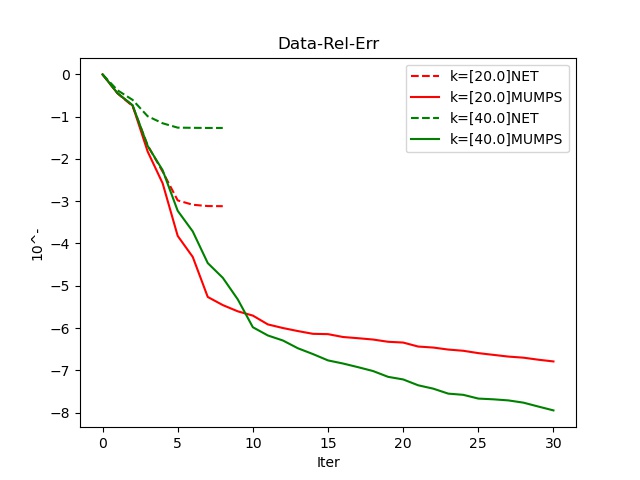 Data-Rel-Err
k=[20.0]NET
k=[20.0]MUMPS
k=[40.0]NET
k=[40.0]MUMPS
10^-
0
−1
−2
−3
−4
−5
−6
−7
−8
0 5 10 15 20 25 30
Iter